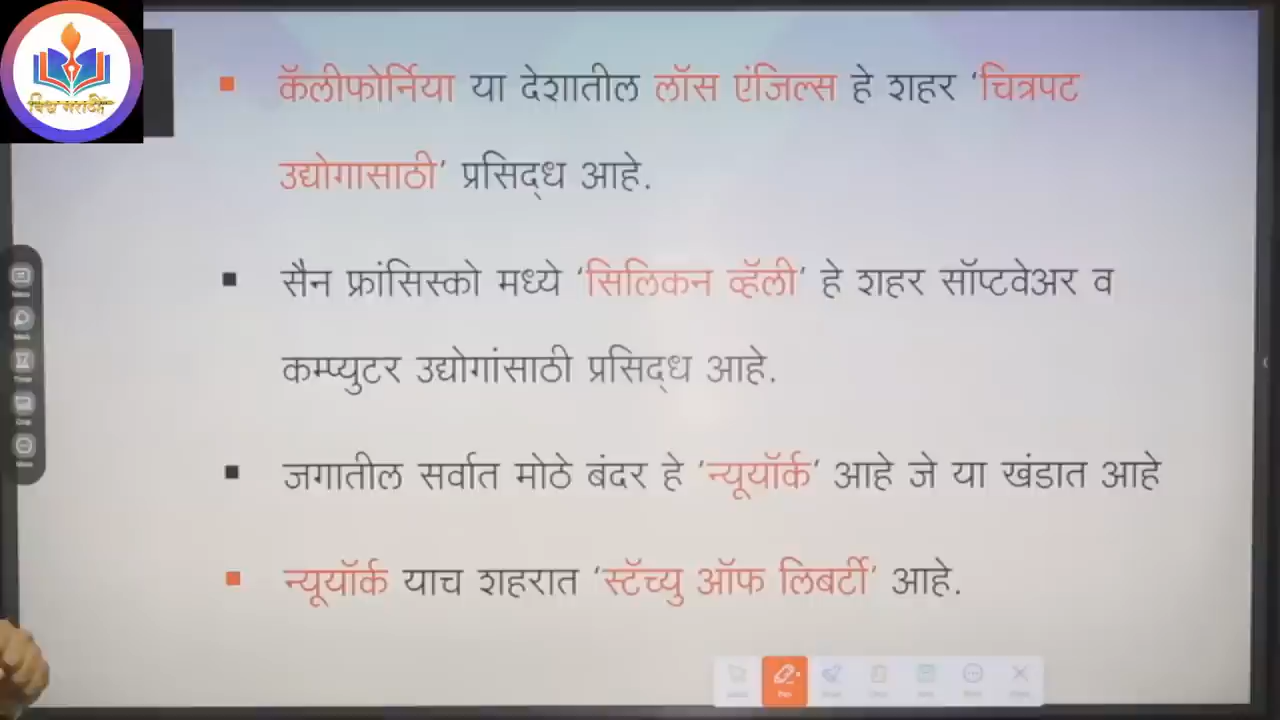 विश्व मराठी
▪ कॅलीफोर्निया या देशातील लॉस एंजिल्स हे शहर ‘चित्रपट
उद्योगासाठी’ प्रसिद्ध आहे.
▪ सैन फ्रांसिस्को मध्ये ‘सिलिकन व्हॅली’ हे शहर सॉप्टवेअर व
कम्प्युटर उद्योगांसाठी प्रसिद्ध आहे.
▪ जगातील सर्वात मोठे बंदर हे ‘न्यूयॉर्क’ आहे जे या खंडात आहे
▪ न्यूयॉर्क याच शहरात ‘स्टॅच्यु ऑफ लिबर्टी’ आहे.